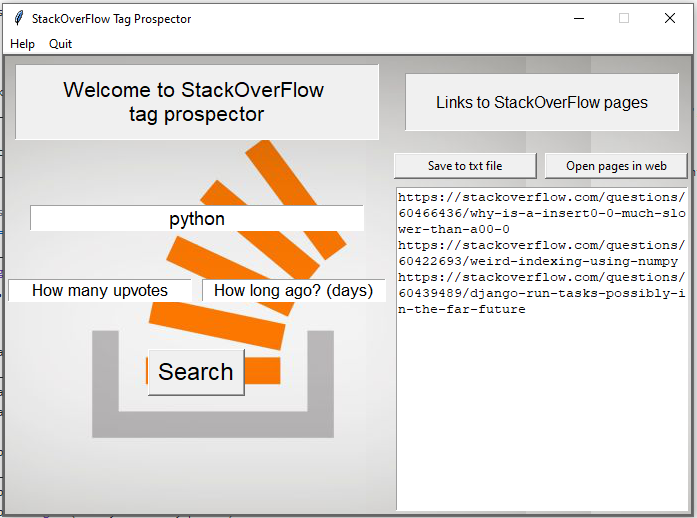 StackOverFlow Tag Prospector
Help Quit
Welcome to StackOverFlow
tag prospector
python
How many upvotes
How long ago? (days)
Search
Links to StackOverFlow pages
Save to txt file
Open pages in web
https://stackoverflow.com/questions/
60466436/why-is-a-insert0-0-much-slo
wer-than-a00-0
https://stackoverflow.com/questions/
60422693/weird-indexing-using-numpy
https://stackoverflow.com/questions/
60439489/django-run-tasks-possibly-i
n-the-far-future